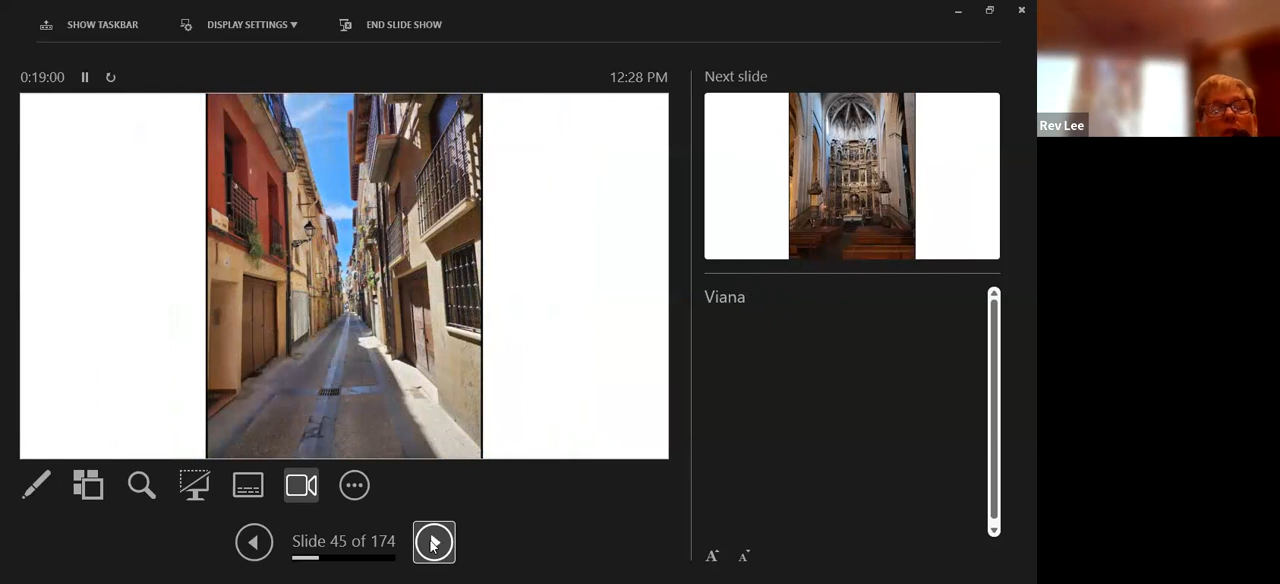 SHOW TASKBAR
DISPLAY SETTINGS ▼
END SLIDE SHOW
0:19:00
12:28 PM
Next slide
Rev Lee
Viana
Slide 45 of 174
A A